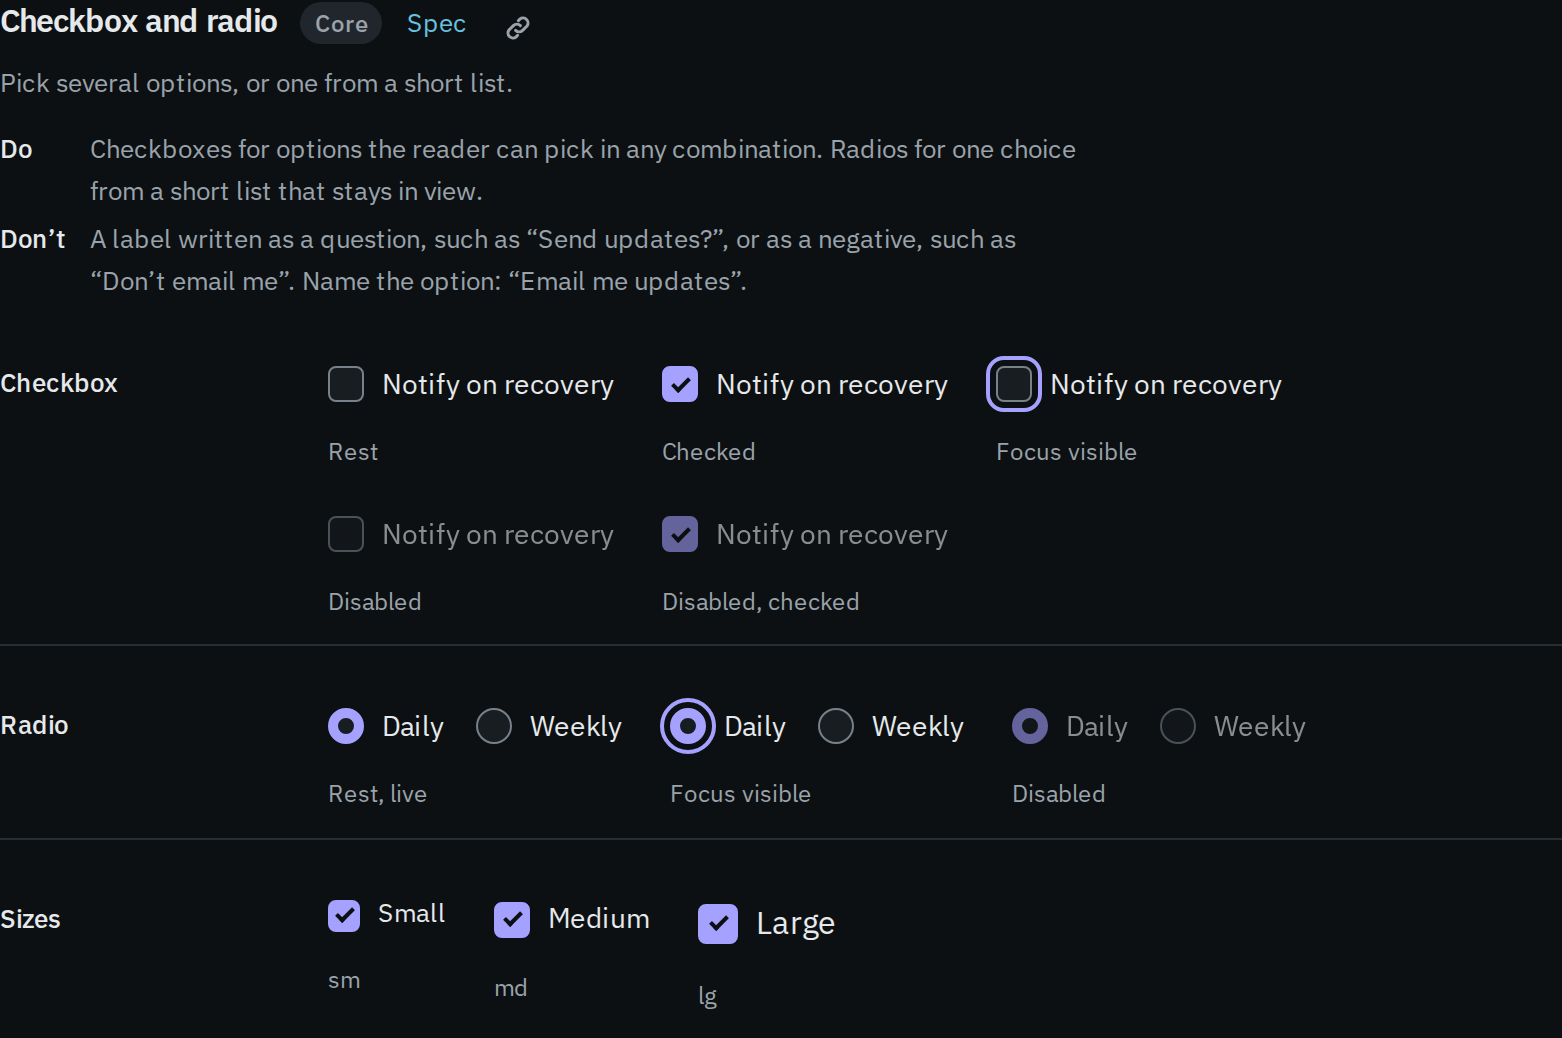 Checkbox and radio Core Spec
Pick several options, or one from a short list.
Do Checkboxes for options the reader can pick in any combination. Radios for one choice
from a short list that stays in view.
Don’t A label written as a question, such as “Send updates?”, or as a negative, such as
“Don’t email me”. Name the option: “Email me updates”.
Checkbox Notify on recovery Notify on recovery Notify on recovery
Rest Checked Focus visible
Notify on recovery Notify on recovery
Disabled Disabled, checked
Radio Daily Weekly Daily Weekly Daily Weekly
Rest, live Focus visible Disabled
Sizes Small Medium Large
sm md lg